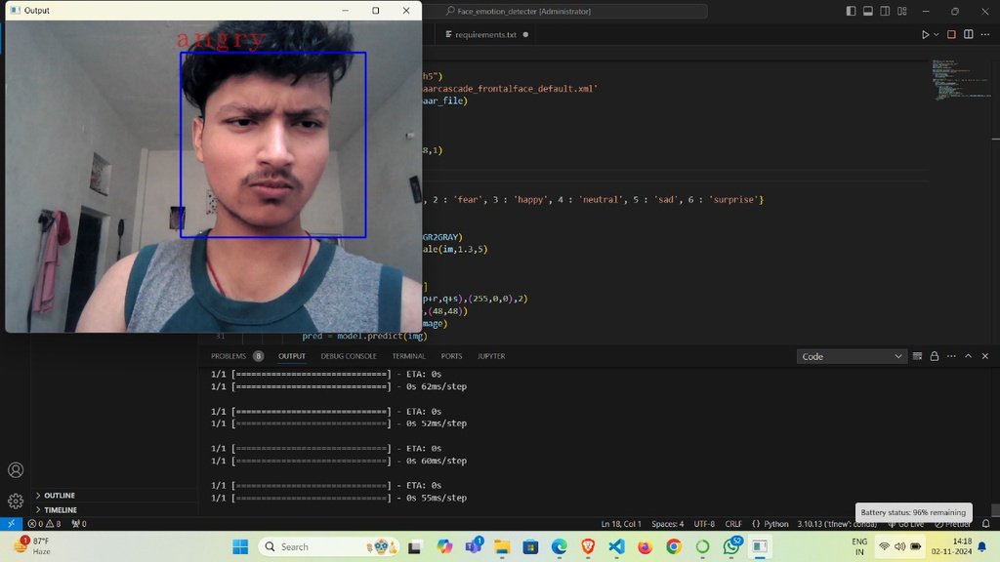 Output
angry
Face_emotion_detecter [Administrator]
requirements.txt
h5")
aarcascade_frontalface_default.xml'
aar_file)
8,1)
, 2 : 'fear', 3 : 'happy', 4 : 'neutral', 5 : 'sad', 6 : 'surprise'}
GR2GRAY)
ale(im,1.3,5)
]
p+r,q+s),(255,0,0),2)
,(48,48))
mage)
31 pred = model.predict(img)
PROBLEMS 8 OUTPUT DEBUG CONSOLE TERMINAL PORTS JUPYTER Code
1/1 [==============================] - ETA: 0s
1/1 [==============================] - 0s 62ms/step
1/1 [==============================] - ETA: 0s
1/1 [==============================] - 0s 52ms/step
1/1 [==============================] - ETA: 0s
1/1 [==============================] - 0s 60ms/step
1/1 [==============================] - ETA: 0s
1/1 [==============================] - 0s 55ms/step
OUTLINE
TIMELINE
Battery status: 96% remaining
0 8 0 Ln 18, Col 1 Spaces: 4 UTF-8 CRLF {} Python 3.10.13 ('tfnew': conda) Go Live Prettier
1 87°F
Haze
Search
1
52
ENG
IN
14:18
02-11-2024